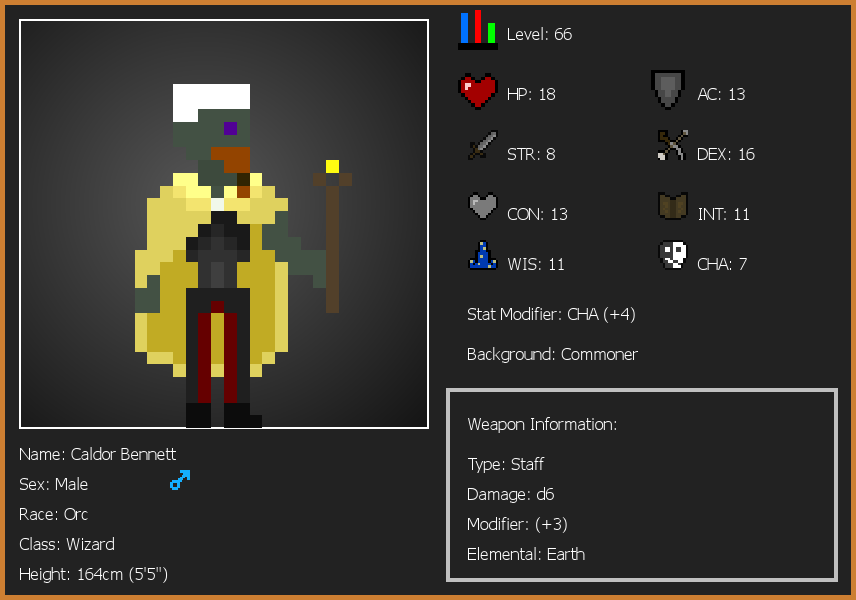 Level: 66
HP: 18
AC: 13
STR: 8
DEX: 16
CON: 13
INT: 11
WIS: 11
CHA: 7
Stat Modifier: CHA (+4)
Background: Commoner
Weapon Information:
Type: Staff
Damage: d6
Modifier: (+3)
Elemental: Earth
Name: Caldor Bennett
Sex: Male
Race: Orc
Class: Wizard
Height: 164cm (5'5")